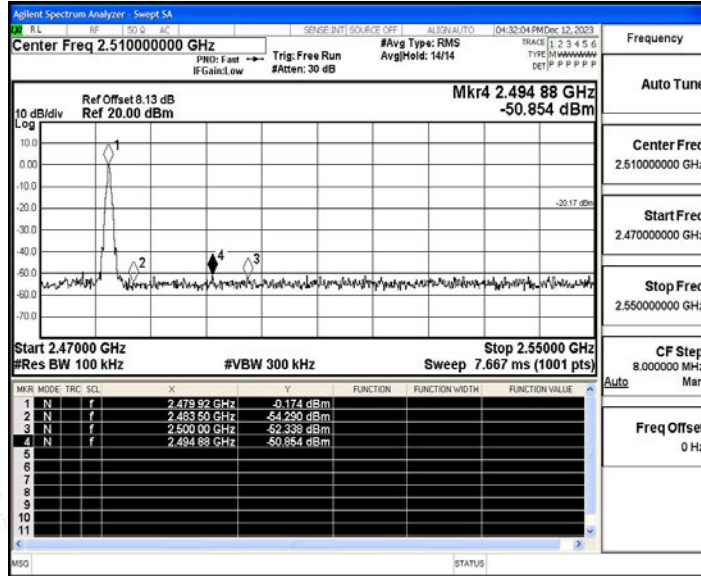 Agilent Spectrum Analyzer - Swept SA
RL RF 50 Ω AC SENSE:INT SOURCE OFF ALIGNAUTO 04:32:04 PM Dec 12, 2023
Center Freq 2.510000000 GHz
#Avg Type: RMS
TRACE 1 2 3 4 5 6
PNO: Fast
Trig: Free Run
Avg|Hold: 14/14
TYPE M
IFGain:Low
#Atten: 30 dB
DET P P P P P P
Mkr4 2.494 88 GHz
-50.854 dBm
Ref Offset 8.13 dB
10 dB/div Ref 20.00 dBm
Log
10.0
0.00
-10.0
-20.0
-30.0
-40.0
-50.0
-60.0
-70.0
1
2
4
3
-20.17 dBm
Start 2.47000 GHz
Stop 2.55000 GHz
#Res BW 100 kHz #VBW 300 kHz Sweep 7.667 ms (1001 pts)
MKR MODE TRC SCL X Y FUNCTION FUNCTION WIDTH FUNCTION VALUE
1 N f 2.479 92 GHz -0.174 dBm
2 N f 2.483 50 GHz -54.290 dBm
3 N f 2.500 00 GHz -52.338 dBm
4 N f 2.494 88 GHz -50.854 dBm
5
6
7
8
9
10
11
MSG STATUS
Frequency
Auto Tune
Center Freq
2.510000000 GHz
Start Freq
2.470000000 GHz
Stop Freq
2.550000000 GHz
CF Step
8.000000 MHz
Auto Man
Freq Offset
0 Hz